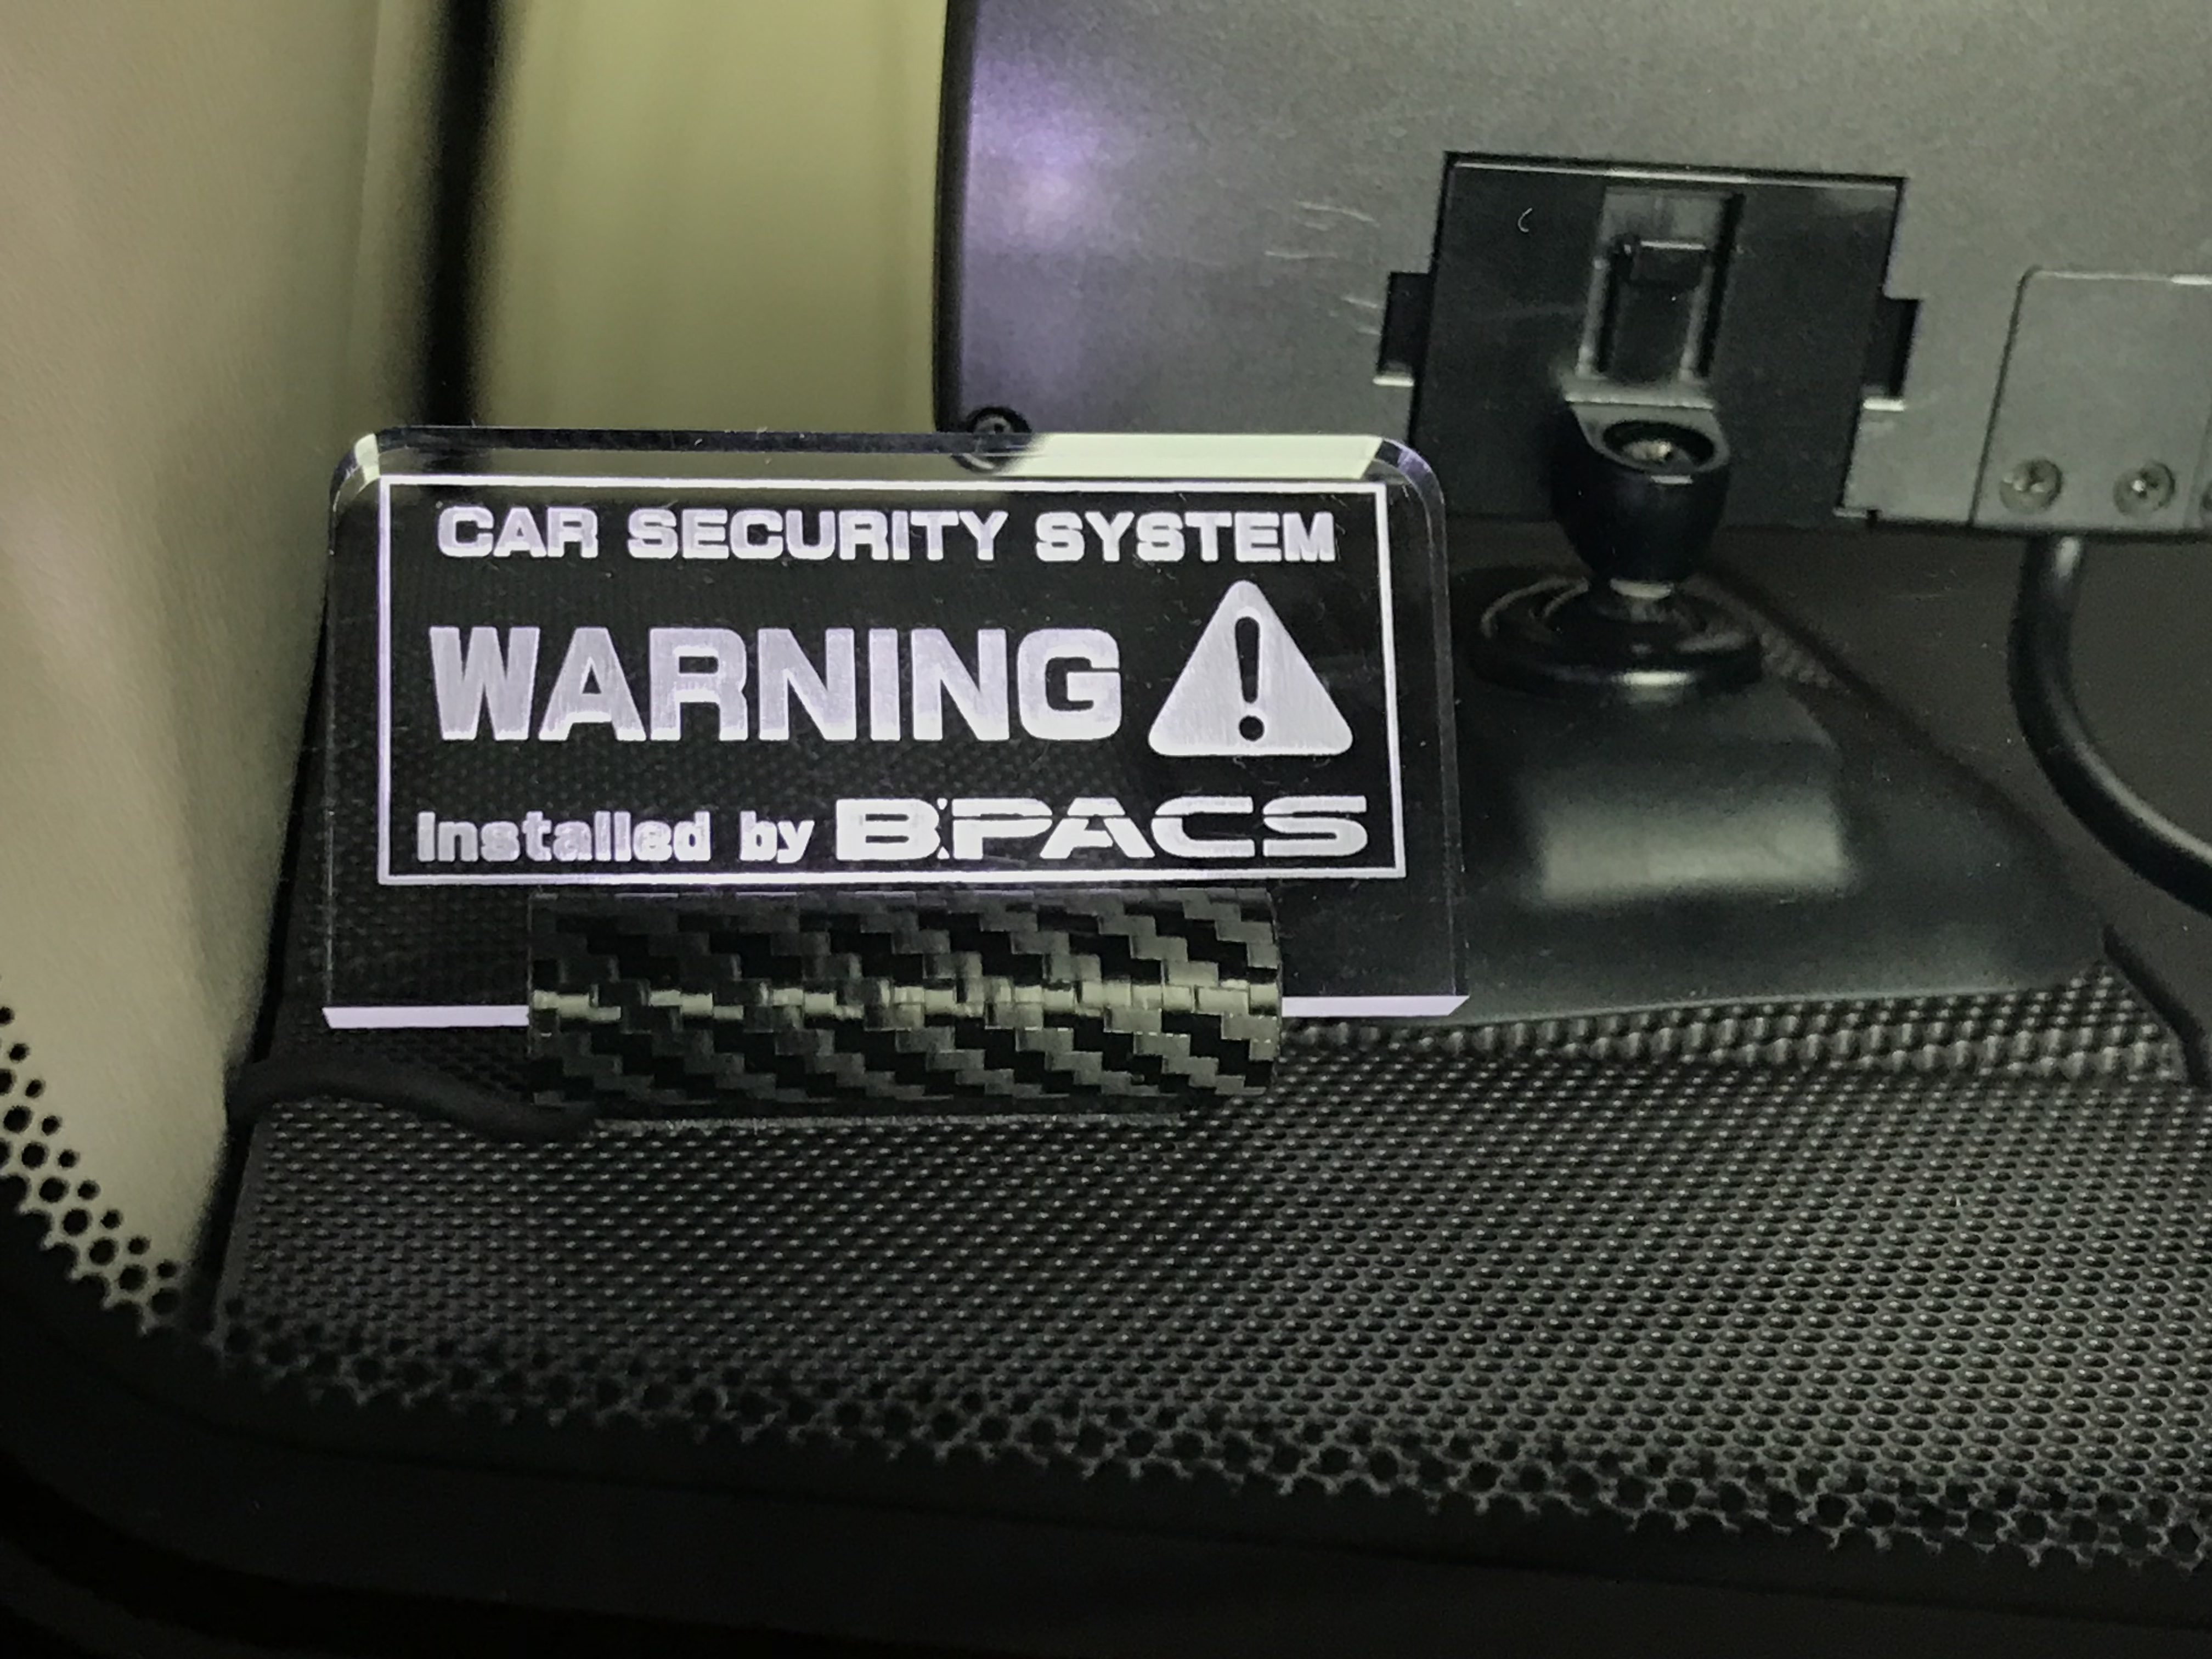 CAR SECURITY SYSTEM
WARNING
Installed by B:PACS